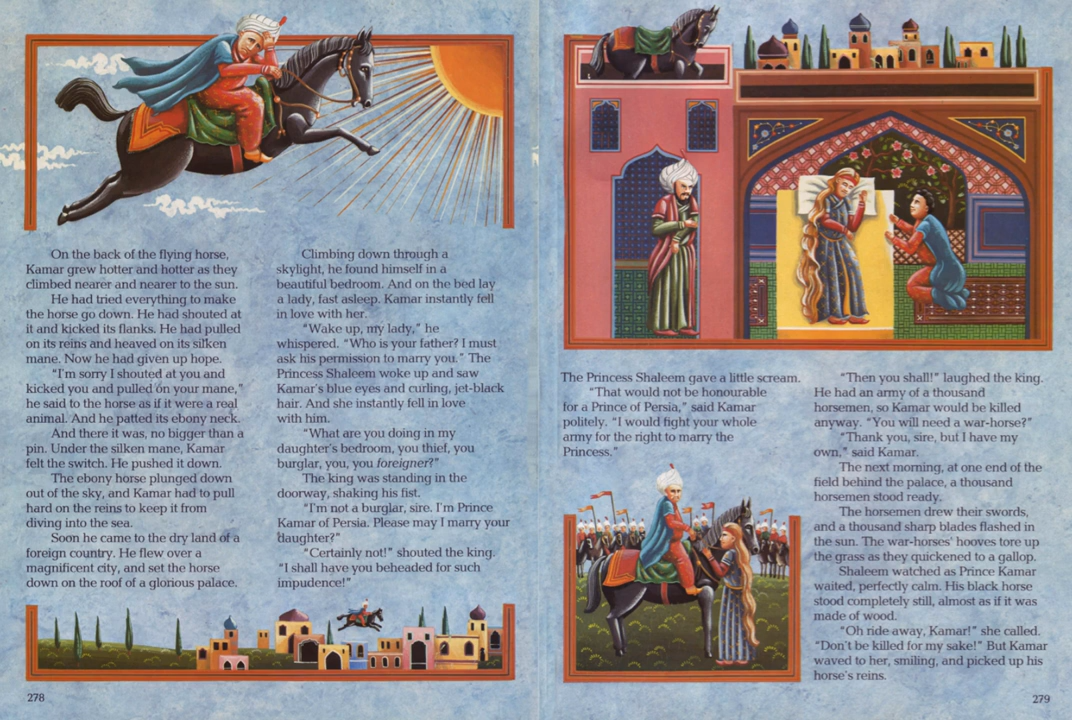 On the back of the flying horse,
Kamar grew hotter and hotter as they
climbed nearer and nearer to the sun.
He had tried everything to make
the horse go down. He had shouted at
it and kicked its flanks. He had pulled
on its reins and heaved on its silken
mane. Now he had given up hope.
"I'm sorry I shouted at you and
kicked you and pulled on your mane,"
he said to the horse as if it were a real
animal. And he patted its ebony neck.
And there it was, no bigger than a
pin. Under the silken mane, Kamar
felt the switch. He pushed it down.
The ebony horse plunged down
out of the sky, and Kamar had to pull
hard on the reins to keep it from
diving into the sea.
Soon he came to the dry land of a
foreign country. He flew over a
magnificent city, and set the horse
down on the roof of a glorious palace.
Climbing down through a
skylight, he found himself in a
beautiful bedroom. And on the bed lay
a lady, fast asleep. Kamar instantly fell
in love with her.
"Wake up, my lady," he
whispered. "Who is your father? I must
ask his permission to marry you." The
Princess Shaleem woke up and saw
Kamar's blue eyes and curling, jet-black
hair. And she instantly fell in love
with him.
"What are you doing in my
daughter's bedroom, you thief, you
burglar, you, you foreigner?"
The king was standing in the
doorway, shaking his fist.
"I'm not a burglar, sire. I'm Prince
Kamar of Persia. Please may I marry your
daughter?"
"Certainly not!" shouted the king.
"I shall have you beheaded for such
impudence!"
278
The Princess Shaleem gave a little scream.
"That would not be honourable
for a Prince of Persia," said Kamar
politely. "I would fight your whole
army for the right to marry the
Princess."
"Then you shall!" laughed the king.
He had an army of a thousand
horsemen, so Kamar would be killed
anyway. "You will need a war-horse?"
"Thank you, sire, but I have my
own," said Kamar.
The next morning, at one end of the
field behind the palace, a thousand
horsemen stood ready.
The horsemen drew their swords,
and a thousand sharp blades flashed in
the sun. The war-horses' hooves tore up
the grass as they quickened to a gallop.
Shaleem watched as Prince Kamar
waited, perfectly calm. His black horse
stood completely still, almost as if it was
made of wood.
"Oh ride away, Kamar!" she called.
"Don't be killed for my sake!" But Kamar
waved to her, smiling, and picked up his
horse's reins.
279